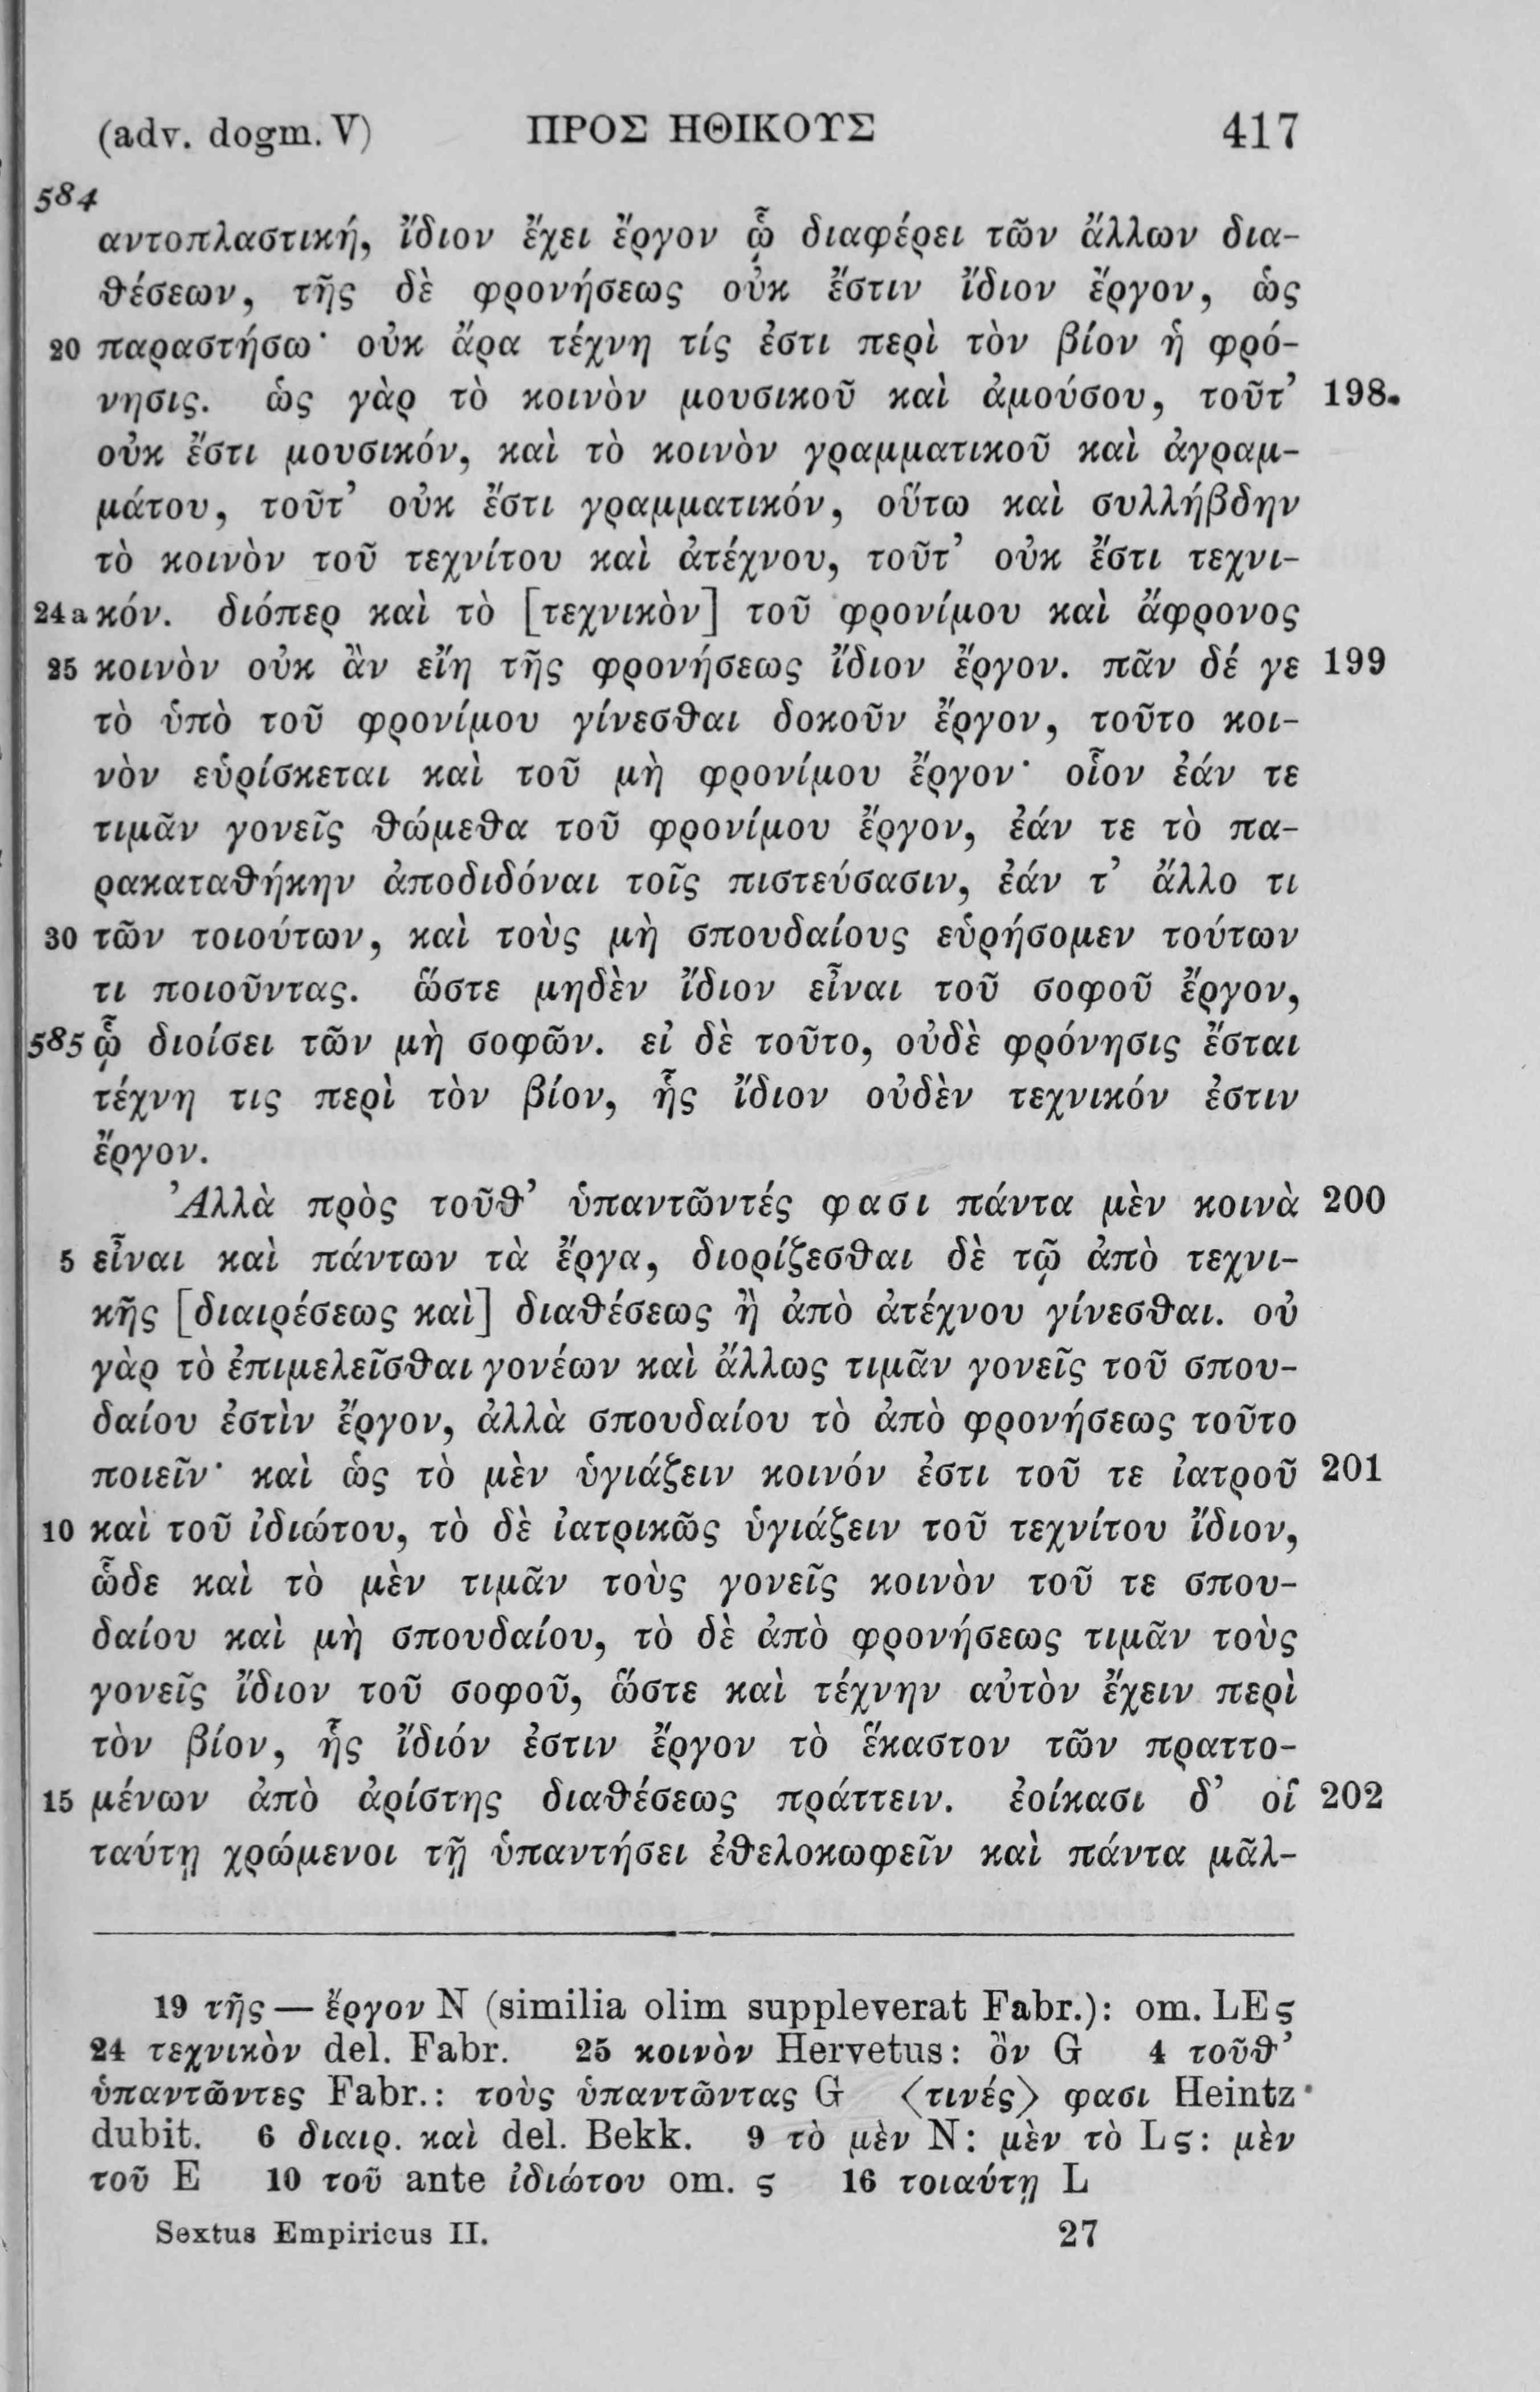 (adv. dogm. V) ΠΡΟΣ ΗΘΙΚΟΥΣ 417
584
αντοπλαστική, ἴδιον ἔχει ἔργον ᾧ διαφέρει τῶν ἄλλων δια-
θέσεων, τῆς δὲ φρονήσεως οὐκ ἔστιν ἴδιον ἔργον, ὡς
20 παραστήσω· οὐκ ἄρα τέχνη τίς ἐστι περὶ τὸν βίον ἡ φρό-
νησις. ὡς γὰρ τὸ κοινὸν μουσικοῦ καὶ ἀμούσου, τοῦτ’ 198
οὐκ ἔστι μουσικόν, καὶ τὸ κοινὸν γραμματικοῦ καὶ ἀγραμ-
μάτου, τοῦτ’ οὐκ ἔστι γραμματικόν, οὕτω καὶ συλλήβδην
τὸ κοινὸν τοῦ τεχνίτου καὶ ἀτέχνου, τοῦτ’ οὐκ ἔστι τεχνι-
24a κόν. διόπερ καὶ τὸ [τεχνικὸν] τοῦ φρονίμου καὶ ἄφρονος
25 κοινὸν οὐκ ἂν εἴη τῆς φρονήσεως ἴδιον ἔργον. πᾶν δέ γε 199
τὸ ὑπὸ τοῦ φρονίμου γίνεσθαι δοκοῦν ἔργον, τοῦτο κοι-
νὸν εὑρίσκεται καὶ τοῦ μὴ φρονίμου ἔργον· οἷον ἐάν τε
τιμᾶν γονεῖς θώμεθα τοῦ φρονίμου ἔργον, ἐάν τε τὸ πα-
ρακαταθήκην ἀποδιδόναι τοῖς πιστεύσασιν, ἐάν τ’ ἄλλο τι
30 τῶν τοιούτων, καὶ τοὺς μὴ σπουδαίους εὑρήσομεν τούτων
τι ποιοῦντας. ὥστε μηδὲν ἴδιον εἶναι τοῦ σοφοῦ ἔργον,
585 ᾧ διοίσει τῶν μὴ σοφῶν. εἰ δὲ τοῦτο, οὐδὲ φρόνησις ἔσται
τέχνη τις περὶ τὸν βίον, ἧς ἴδιον οὐδὲν τεχνικόν ἐστιν
ἔργον.
Ἀλλὰ πρὸς τοῦθ’ ὑπαντῶντές φασι πάντα μὲν κοινὰ 200
5 εἶναι καὶ πάντων τὰ ἔργα, διορίζεσθαι δὲ τῷ ἀπὸ τεχνι-
κῆς [διαιρέσεως καὶ] διαθέσεως ἢ ἀπὸ ἀτέχνου γίνεσθαι. οὐ
γὰρ τὸ ἐπιμελεῖσθαι γονέων καὶ ἄλλως τιμᾶν γονεῖς τοῦ σπου-
δαίου ἐστὶν ἔργον, ἀλλὰ σπουδαίου τὸ ἀπὸ φρονήσεως τοῦτο
ποιεῖν· καὶ ὡς τὸ μὲν ὑγιάζειν κοινόν ἐστι τοῦ τε ἰατροῦ 201
10 καὶ τοῦ ἰδιώτου, τὸ δὲ ἰατρικῶς ὑγιάζειν τοῦ τεχνίτου ἴδιον,
ὧδε καὶ τὸ μὲν τιμᾶν τοὺς γονεῖς κοινὸν τοῦ τε σπου-
δαίου καὶ μὴ σπουδαίου, τὸ δὲ ἀπὸ φρονήσεως τιμᾶν τοὺς
γονεῖς ἴδιον τοῦ σοφοῦ, ὥστε καὶ τέχνην αὐτὸν ἔχειν περὶ
τὸν βίον, ἧς ἴδιόν ἐστιν ἔργον τὸ ἕκαστον τῶν πραττο-
15 μένων ἀπὸ ἀρίστης διαθέσεως πράττειν. ἐοίκασι δ’ οἱ 202
ταύτῃ χρώμενοι τῇ ὑπαντήσει ἐθελοκωφεῖν καὶ πάντα μᾶλ-
19 τῆς — ἔργον N (similia olim suppleverat Fabr.): om. LEς
24 τεχνικὸν del. Fabr. 25 κοινὸν Hervetus: ὂν G 4 τοῦθ’
ὑπαντῶντες Fabr.: τοὺς ὑπαντῶντας G ⟨τινές⟩ φασι Heintz
dubit. 6 διαιρ. καὶ del. Bekk. 9 τὸ μὲν N: μὲν τὸ Lς: μὲν
τοῦ E 10 τοῦ ante ἰδιώτου om. ς 16 τοιαύτῃ L
Sextus Empiricus II. 27